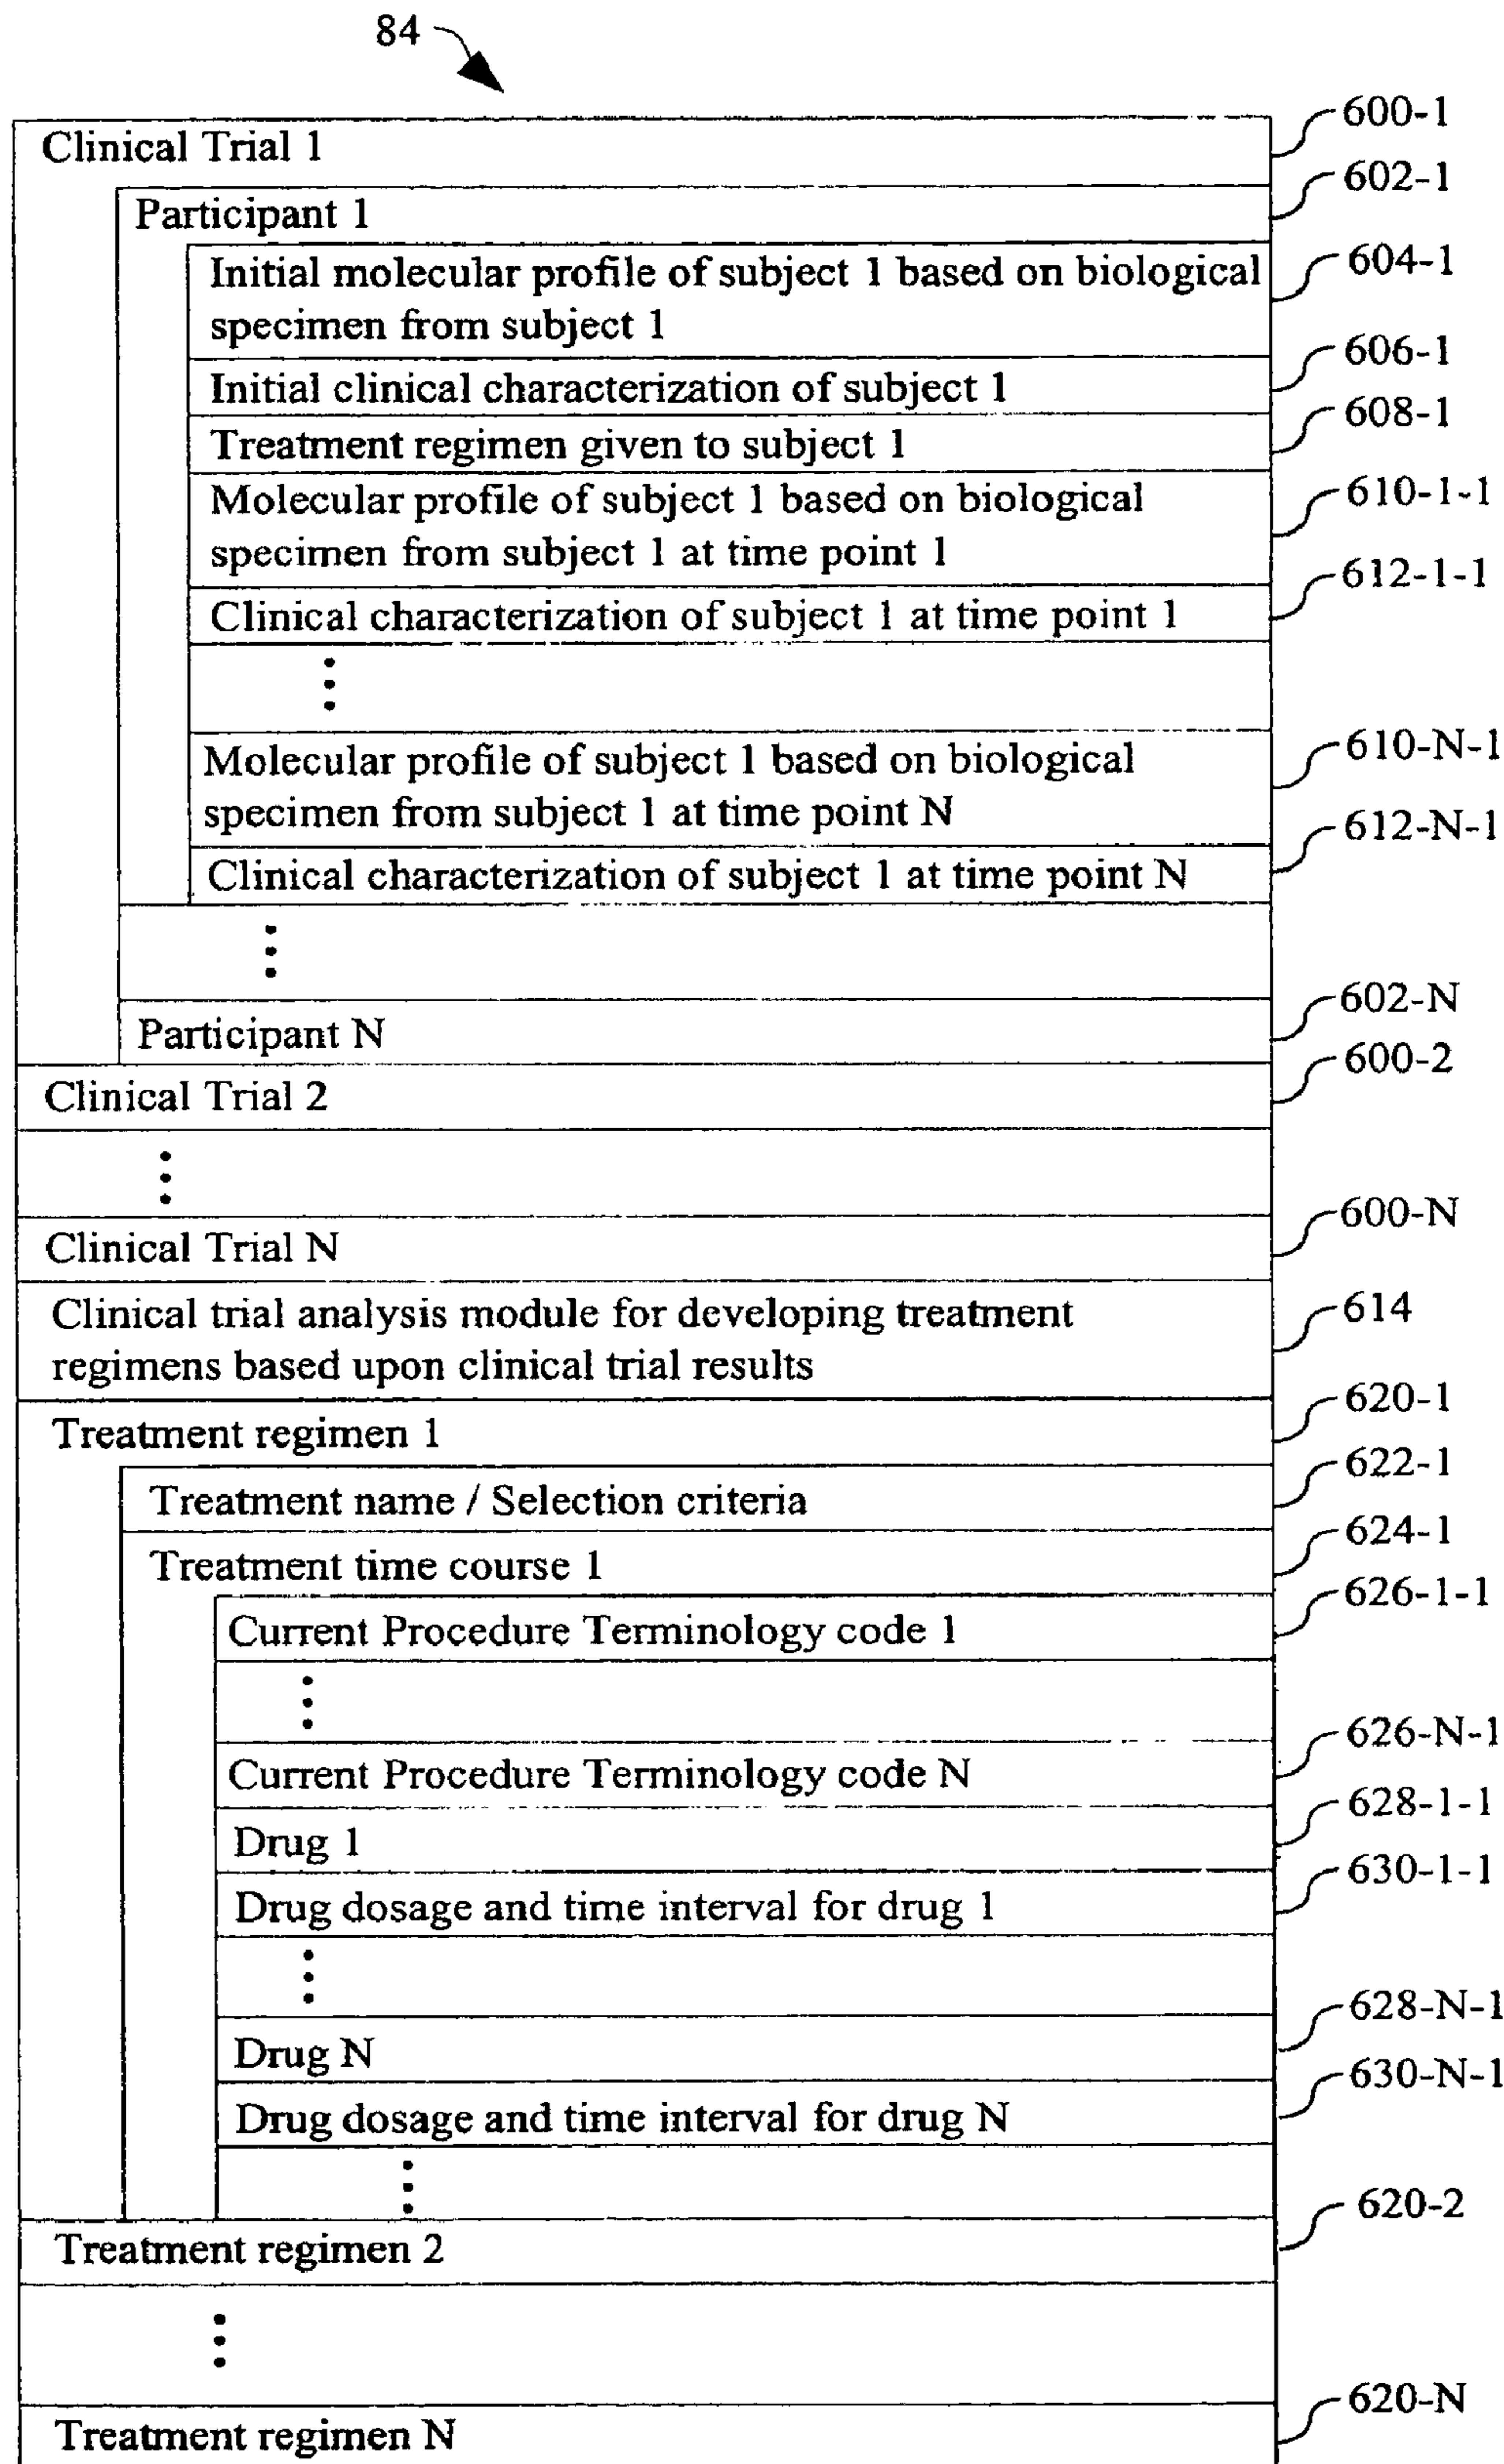 84
Clinical Trial 1
600-1
Participant 1
602-1
Initial molecular profile of subject 1 based on biological
specimen from subject 1
604-1
Initial clinical characterization of subject 1
606-1
Treatment regimen given to subject 1
608-1
Molecular profile of subject 1 based on biological
specimen from subject 1 at time point 1
610-1-1
Clinical characterization of subject 1 at time point 1
612-1-1
Molecular profile of subject 1 based on biological
specimen from subject 1 at time point N
610-N-1
Clinical characterization of subject 1 at time point N
612-N-1
Participant N
602-N
Clinical Trial 2
600-2
Clinical Trial N
600-N
Clinical trial analysis module for developing treatment
regimens based upon clinical trial results
614
Treatment regimen 1
620-1
Treatment name / Selection criteria
622-1
Treatment time course 1
624-1
Current Procedure Terminology code 1
626-1-1
Current Procedure Terminology code N
626-N-1
Drug 1
628-1-1
Drug dosage and time interval for drug 1
630-1-1
Drug N
628-N-1
Drug dosage and time interval for drug N
630-N-1
Treatment regimen 2
620-2
Treatment regimen N
620-N